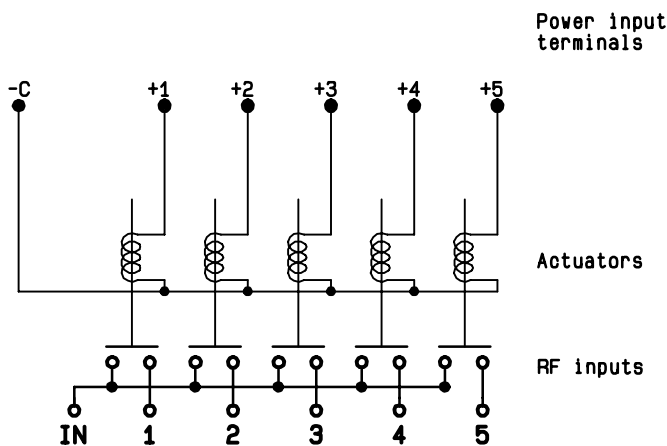 Power input
terminals
-C +1 +2 +3 +4 +5
Actuators
RF inputs
IN 1 2 3 4 5